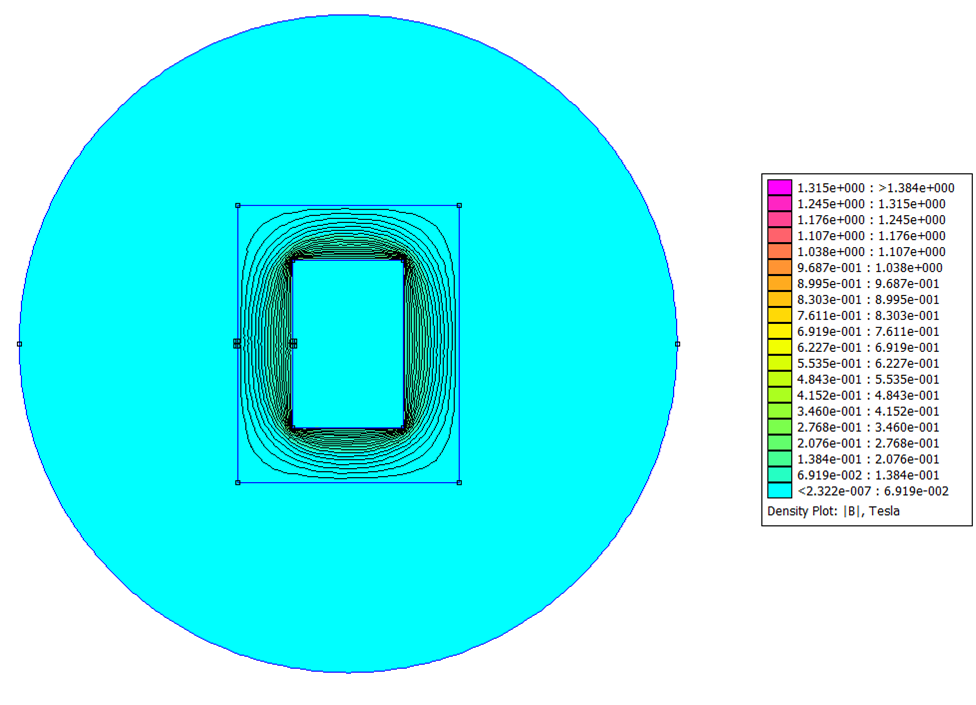 1.315e+000 : >1.384e+000
1.245e+000 : 1.315e+000
1.176e+000 : 1.245e+000
1.107e+000 : 1.176e+000
1.038e+000 : 1.107e+000
9.687e-001 : 1.038e+000
8.995e-001 : 9.687e-001
8.303e-001 : 8.995e-001
7.611e-001 : 8.303e-001
6.919e-001 : 7.611e-001
6.227e-001 : 6.919e-001
5.535e-001 : 6.227e-001
4.843e-001 : 5.535e-001
4.152e-001 : 4.843e-001
3.460e-001 : 4.152e-001
2.768e-001 : 3.460e-001
2.076e-001 : 2.768e-001
1.384e-001 : 2.076e-001
6.919e-002 : 1.384e-001
<2.322e-007 : 6.919e-002
Density Plot: |B|, Tesla